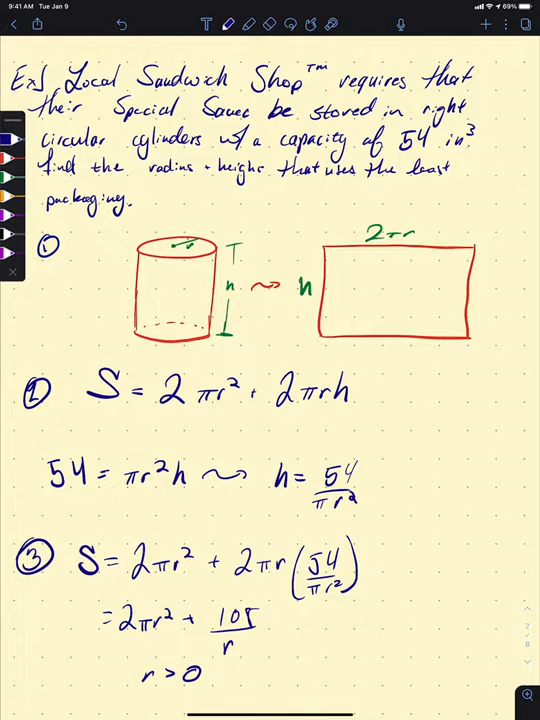 9:41 AM Tue Jan 9 69%
Ex] Local Sandwich Shop™ requires that
their Special Sauce be stored in right
circular cylinders w/ a capacity of 54 in³.
find the radius + height that uses the least
packaging.
①
r
h
2πr
h
② S = 2πr² + 2πrh
54 = πr²h ⇝ h = 54/πr²
③ S = 2πr² + 2πr(54/πr²)
= 2πr² + 108/r
r > 0
7
8